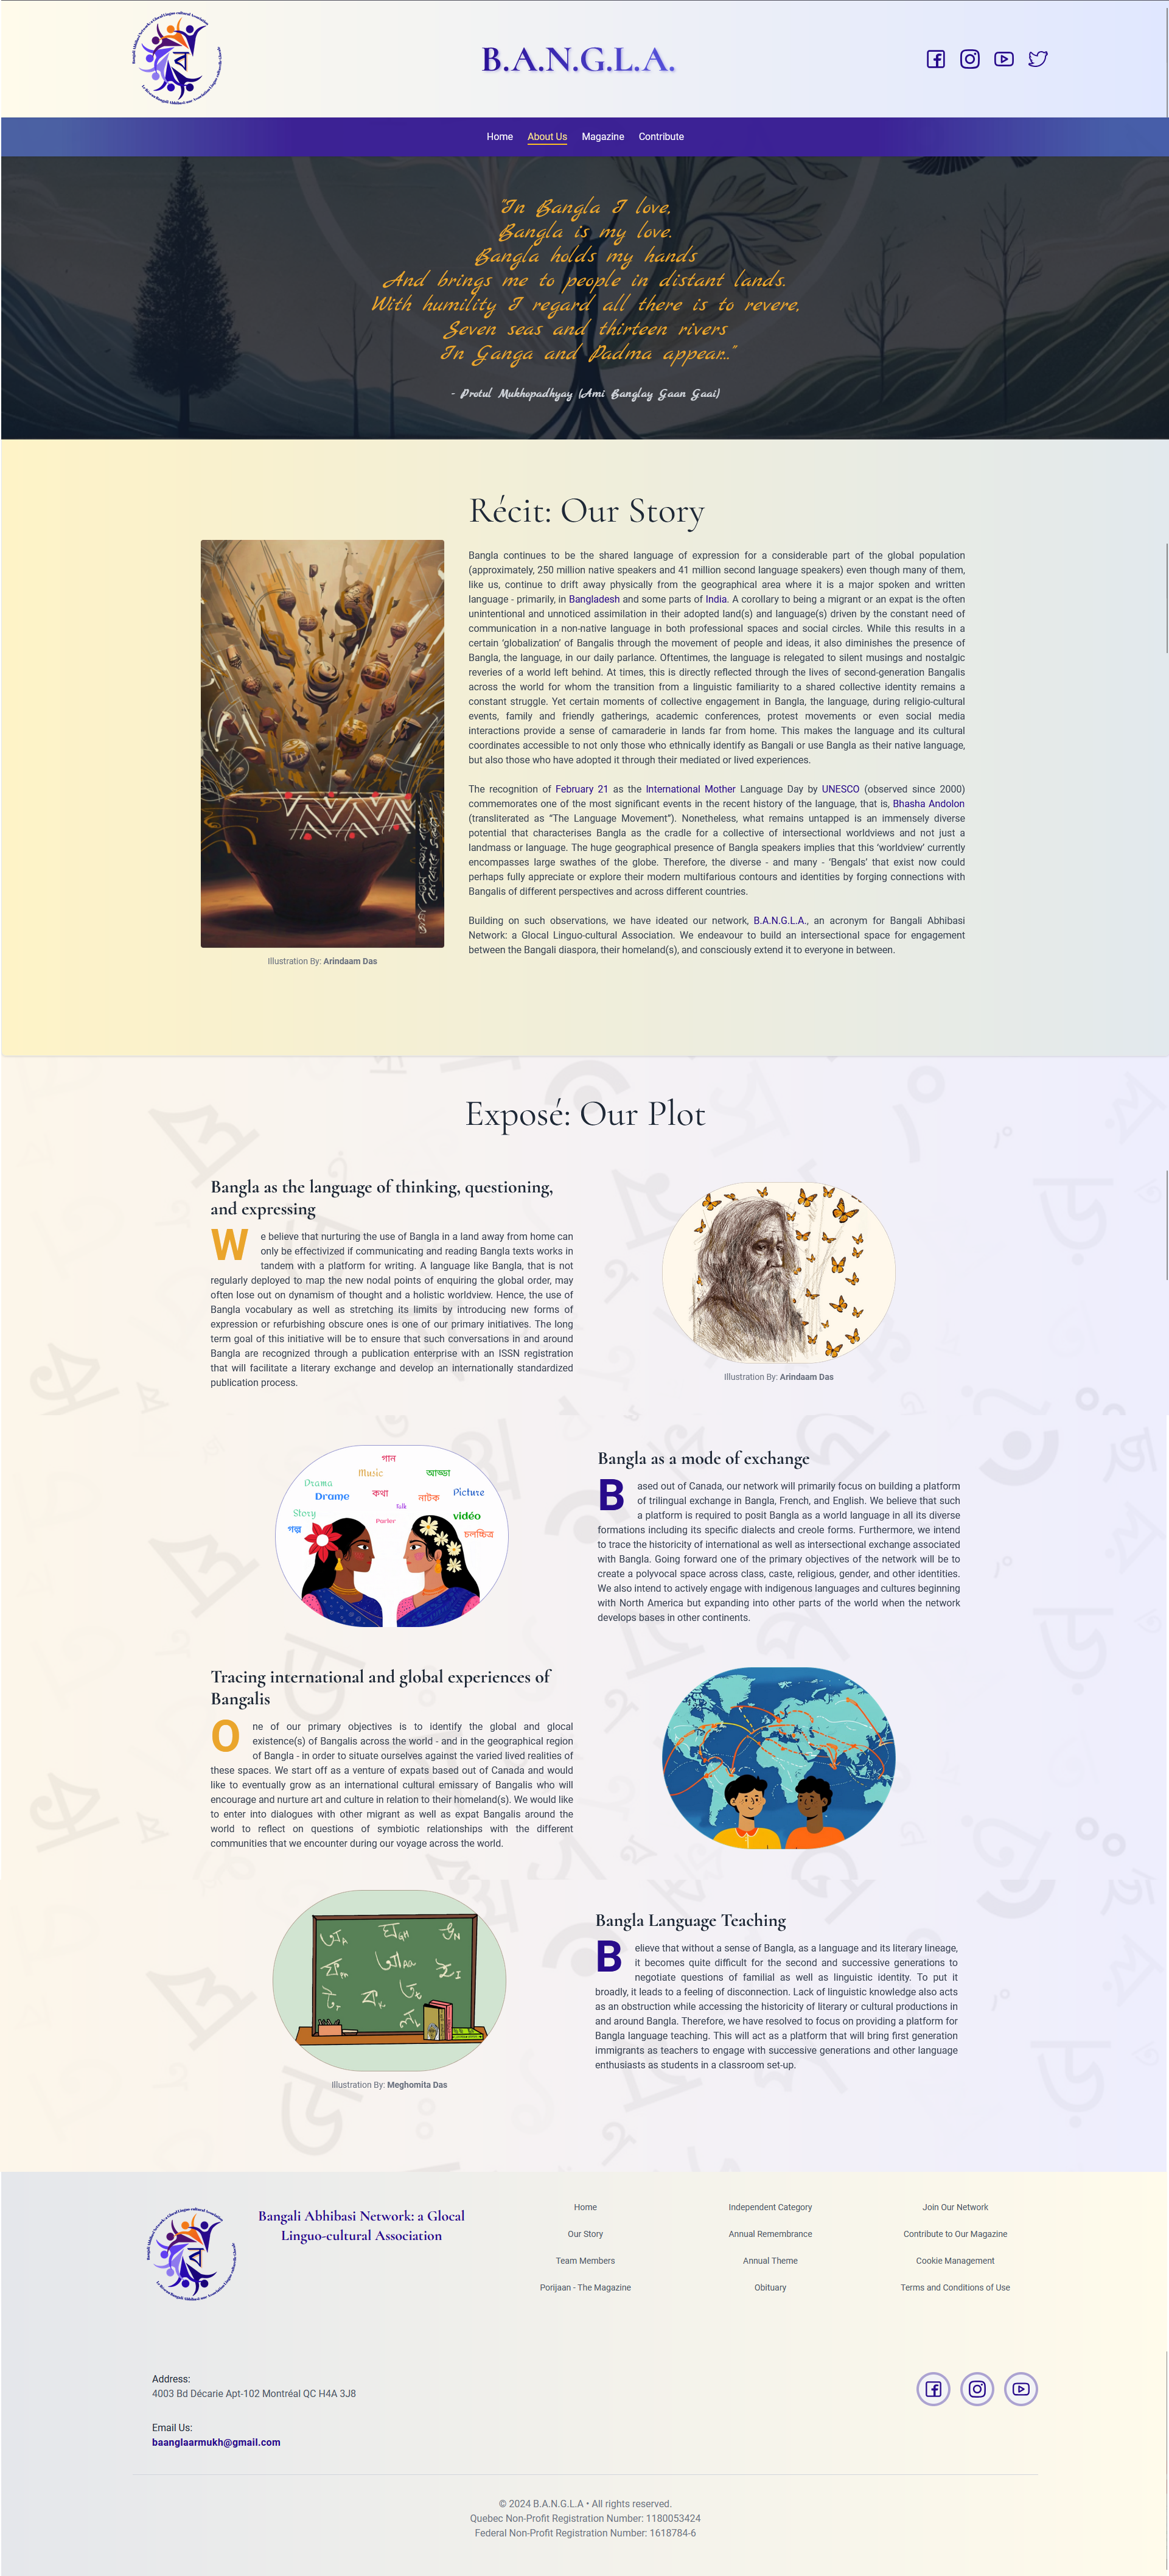 B.A.N.G.L.A.
Home About Us Magazine Contribute
"In Bangla I love,
Bangla is my love.
Bangla holds my hands
And brings me to people in distant lands.
With humility I regard all there is to revere,
Seven seas and thirteen rivers
In Ganga and Padma appear..."
- Protul Mukhopadhyay (Ami Banglay Gaan Gaai)
Récit: Our Story
Bangla continues to be the shared language of expression for a considerable part of the global population
(approximately, 250 million native speakers and 41 million second language speakers) even though many of them,
like us, continue to drift away physically from the geographical area where it is a major spoken and written
language - primarily, in Bangladesh and some parts of India. A corollary to being a migrant or an expat is the often
unintentional and unnoticed assimilation in their adopted land(s) and language(s) driven by the constant need of
communication in a non-native language in both professional spaces and social circles. While this results in a
certain ‘globalization’ of Bangalis through the movement of people and ideas, it also diminishes the presence of
Bangla, the language, in our daily parlance. Oftentimes, the language is relegated to silent musings and nostalgic
reveries of a world left behind. At times, this is directly reflected through the lives of second-generation Bangalis
across the world for whom the transition from a linguistic familiarity to a shared collective identity remains a
constant struggle. Yet certain moments of collective engagement in Bangla, the language, during religio-cultural
events, family and friendly gatherings, academic conferences, protest movements or even social media
interactions provide a sense of camaraderie in lands far from home. This makes the language and its cultural
coordinates accessible to not only those who ethnically identify as Bangali or use Bangla as their native language,
but also those who have adopted it through their mediated or lived experiences.
The recognition of February 21 as the International Mother Language Day by UNESCO (observed since 2000)
commemorates one of the most significant events in the recent history of the language, that is, Bhasha Andolon
(transliterated as “The Language Movement”). Nonetheless, what remains untapped is an immensely diverse
potential that characterises Bangla as the cradle for a collective of intersectional worldviews and not just a
landmass or language. The huge geographical presence of Bangla speakers implies that this ‘worldview’ currently
encompasses large swathes of the globe. Therefore, the diverse - and many - ‘Bengals’ that exist now could
perhaps fully appreciate or explore their modern multifarious contours and identities by forging connections with
Bangalis of different perspectives and across different countries.
Building on such observations, we have ideated our network, B.A.N.G.L.A., an acronym for Bangali Abhibasi
Network: a Glocal Linguo-cultural Association. We endeavour to build an intersectional space for engagement
between the Bangali diaspora, their homeland(s), and consciously extend it to everyone in between.
Illustration By: Arindaam Das
Exposé: Our Plot
Bangla as the language of thinking, questioning,
and expressing
We believe that nurturing the use of Bangla in a land away from home can
only be effectivized if communicating and reading Bangla texts works in
tandem with a platform for writing. A language like Bangla, that is not
regularly deployed to map the new nodal points of enquiring the global order, may
often lose out on dynamism of thought and a holistic worldview. Hence, the use of
Bangla vocabulary as well as stretching its limits by introducing new forms of
expression or refurbishing obscure ones is one of our primary initiatives. The long
term goal of this initiative will be to ensure that such conversations in and around
Bangla are recognized through a publication enterprise with an ISSN registration
that will facilitate a literary exchange and develop an internationally standardized
publication process.
Illustration By: Arindaam Das
গান
Music
আড্ডা
Drama
Drame
কথা
নাটক
Picture
talk
Story
Parler
vidéo
গল্প
চলচ্চিত্র
Bangla as a mode of exchange
Based out of Canada, our network will primarily focus on building a platform
of trilingual exchange in Bangla, French, and English. We believe that such
a platform is required to posit Bangla as a world language in all its diverse
formations including its specific dialects and creole forms. Furthermore, we intend
to trace the historicity of international as well as intersectional exchange associated
with Bangla. Going forward one of the primary objectives of the network will be to
create a polyvocal space across class, caste, religious, gender, and other identities.
We also intend to actively engage with indigenous languages and cultures beginning
with North America but expanding into other parts of the world when the network
develops bases in other continents.
Tracing international and global experiences of
Bangalis
One of our primary objectives is to identify the global and glocal
existence(s) of Bangalis across the world - and in the geographical region
of Bangla - in order to situate ourselves against the varied lived realities of
these spaces. We start off as a venture of expats based out of Canada and would
like to eventually grow as an international cultural emissary of Bangalis who will
encourage and nurture art and culture in relation to their homeland(s). We would like
to enter into dialogues with other migrant as well as expat Bangalis around the
world to reflect on questions of symbiotic relationships with the different
communities that we encounter during our voyage across the world.
Illustration By: Meghomita Das
Bangla Language Teaching
Believe that without a sense of Bangla, as a language and its literary lineage,
it becomes quite difficult for the second and successive generations to
negotiate questions of familial as well as linguistic identity. To put it
broadly, it leads to a feeling of disconnection. Lack of linguistic knowledge also acts
as an obstruction while accessing the historicity of literary or cultural productions in
and around Bangla. Therefore, we have resolved to focus on providing a platform for
Bangla language teaching. This will act as a platform that will bring first generation
immigrants as teachers to engage with successive generations and other language
enthusiasts as students in a classroom set-up.
Bangali Abhibasi Network: a Glocal
Linguo-cultural Association
Home
Our Story
Team Members
Porijaan - The Magazine
Independent Category
Annual Remembrance
Annual Theme
Obituary
Join Our Network
Contribute to Our Magazine
Cookie Management
Terms and Conditions of Use
Address:
4003 Bd Décarie Apt-102 Montréal QC H4A 3J8
Email Us:
baanglaarmukh@gmail.com
© 2024 B.A.N.G.L.A • All rights reserved.
Quebec Non-Profit Registration Number: 1180053424
Federal Non-Profit Registration Number: 1618784-6